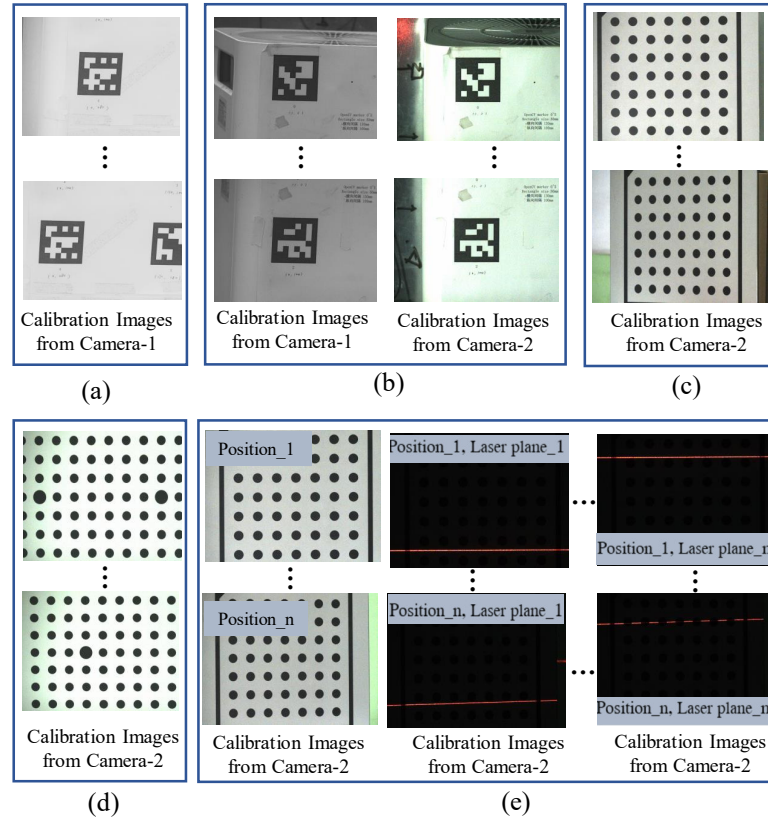 Calibration Images
from Camera-1
(a)
Calibration Images
from Camera-1
Calibration Images
from Camera-2
(b)
Calibration Images
from Camera-2
(c)
Calibration Images
from Camera-2
(d)
Position_1
Position_1, Laser plane_1
Position_1, Laser plane_n
Position_n
Position_n, Laser plane_1
Position_n, Laser plane_n
Calibration Images
from Camera-2
Calibration Images
from Camera-2
Calibration Images
from Camera-2
(e)